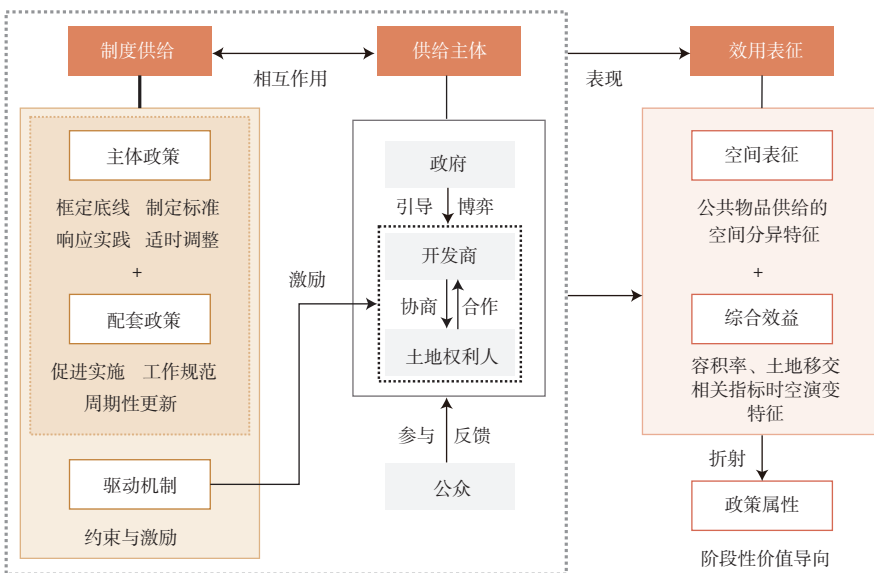 制度供给
相互作用
供给主体
表现
效用表征
主体政策
框定底线 制定标准
响应实践 适时调整
+
配套政策
促进实施 工作规范
周期性更新
驱动机制
约束与激励
激励
政府
引导 博弈
开发商
协商 合作
土地权利人
参与 反馈
公众
空间表征
公共物品供给的
空间分异特征
+
综合效益
容积率、土地移交
相关指标时空演变
特征
折射
政策属性
阶段性价值导向